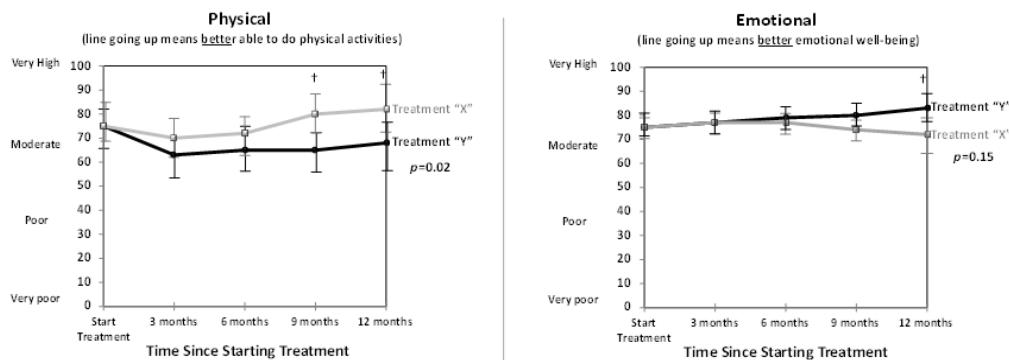 Physical
(line going up means better able to do physical activities)
Very High
Moderate
Poor
Very poor
100
90
80
70
60
50
40
30
20
10
0
†
†
Treatment "X"
Treatment "Y"
p=0.02
Start Treatment
3 months
6 months
9 months
12 months
Time Since Starting Treatment
Emotional
(line going up means better emotional well-being)
Very High
Moderate
Poor
Very poor
100
90
80
70
60
50
40
30
20
10
0
†
Treatment "Y"
Treatment "X"
p=0.15
Start Treatment
3 months
6 months
9 months
12 months
Time Since Starting Treatment